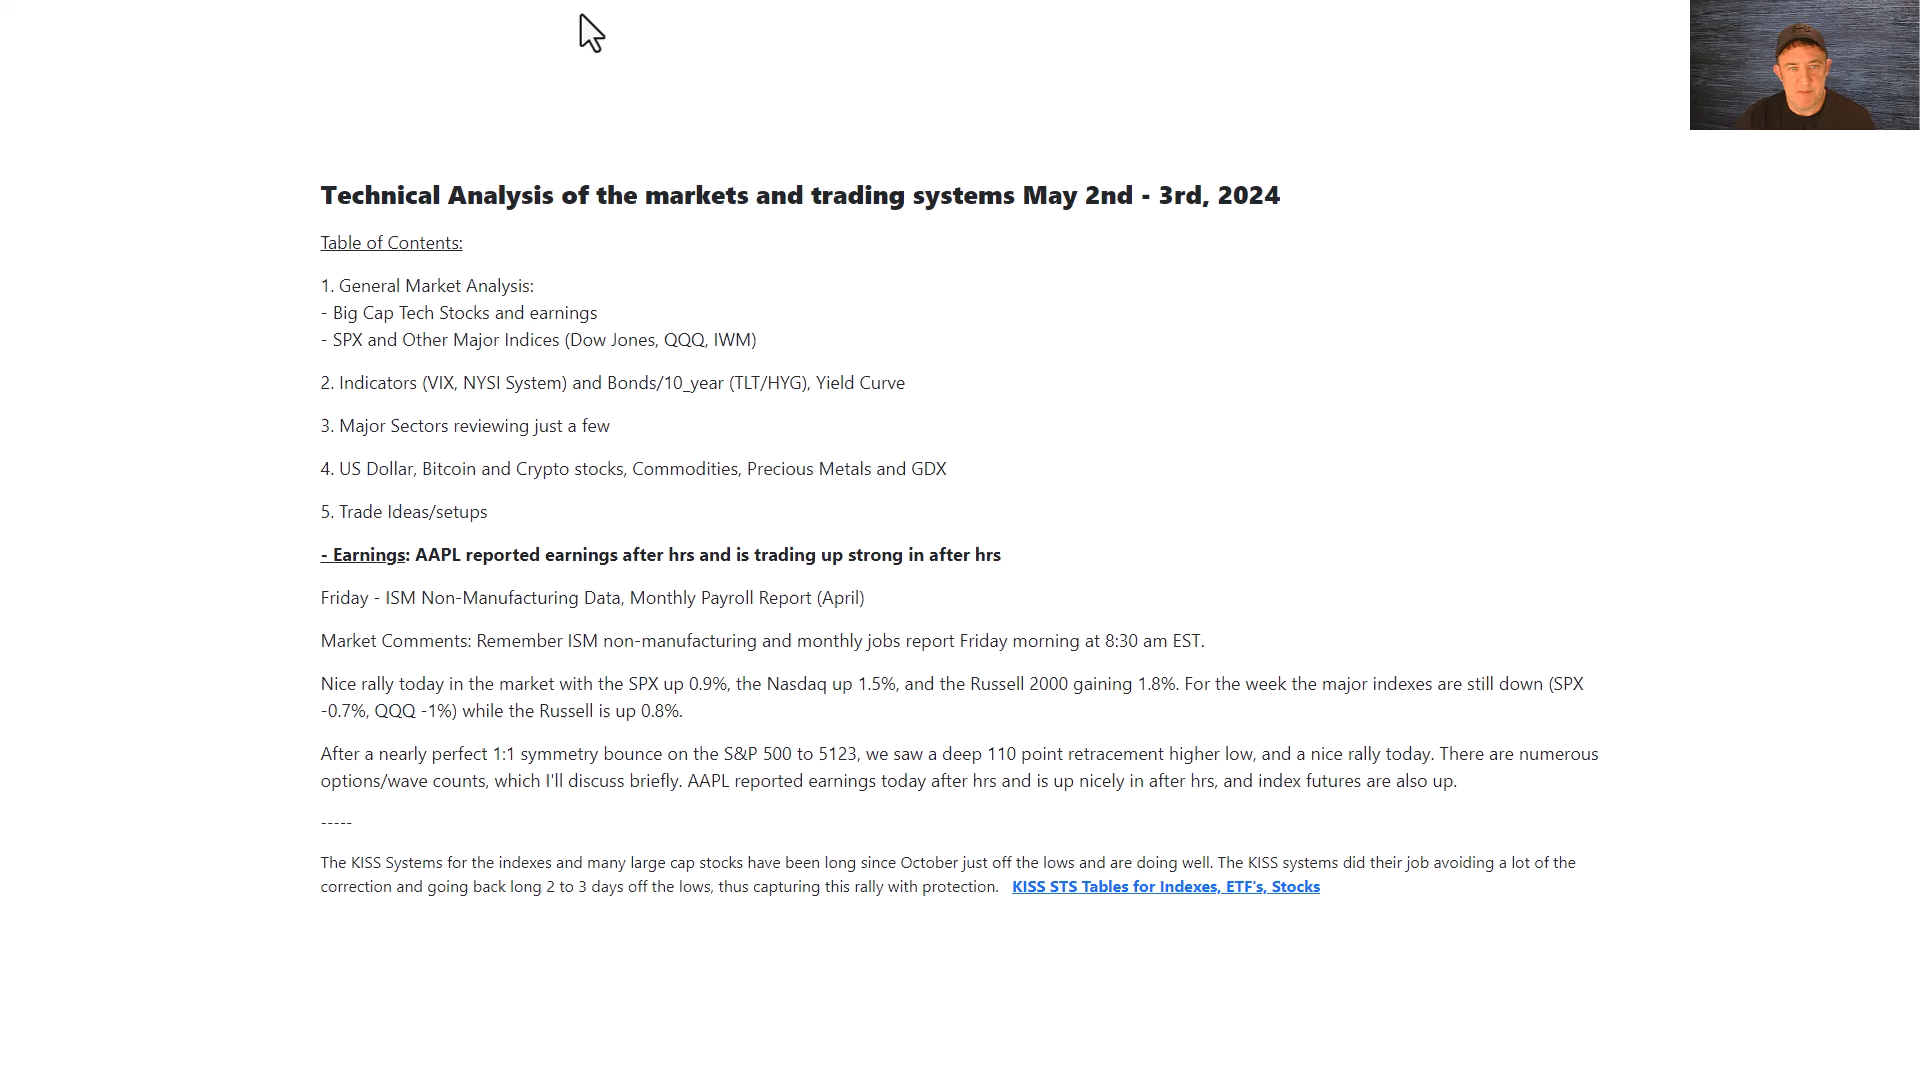 Technical Analysis of the markets and trading systems May 2nd - 3rd, 2024
Table of Contents:
1. General Market Analysis:
- Big Cap Tech Stocks and earnings
- SPX and Other Major Indices (Dow Jones, QQQ, IWM)
2. Indicators (VIX, NYSI System) and Bonds/10_year (TLT/HYG), Yield Curve
3. Major Sectors reviewing just a few
4. US Dollar, Bitcoin and Crypto stocks, Commodities, Precious Metals and GDX
5. Trade Ideas/setups
- Earnings: AAPL reported earnings after hrs and is trading up strong in after hrs
Friday - ISM Non-Manufacturing Data, Monthly Payroll Report (April)
Market Comments: Remember ISM non-manufacturing and monthly jobs report Friday morning at 8:30 am EST.
Nice rally today in the market with the SPX up 0.9%, the Nasdaq up 1.5%, and the Russell 2000 gaining 1.8%. For the week the major indexes are still down (SPX
-0.7%, QQQ -1%) while the Russell is up 0.8%.
After a nearly perfect 1:1 symmetry bounce on the S&P 500 to 5123, we saw a deep 110 point retracement higher low, and a nice rally today. There are numerous
options/wave counts, which I'll discuss briefly. AAPL reported earnings today after hrs and is up nicely in after hrs, and index futures are also up.
-----
The KISS Systems for the indexes and many large cap stocks have been long since October just off the lows and are doing well. The KISS systems did their job avoiding a lot of the
correction and going back long 2 to 3 days off the lows, thus capturing this rally with protection. KISS STS Tables for Indexes, ETF's, Stocks